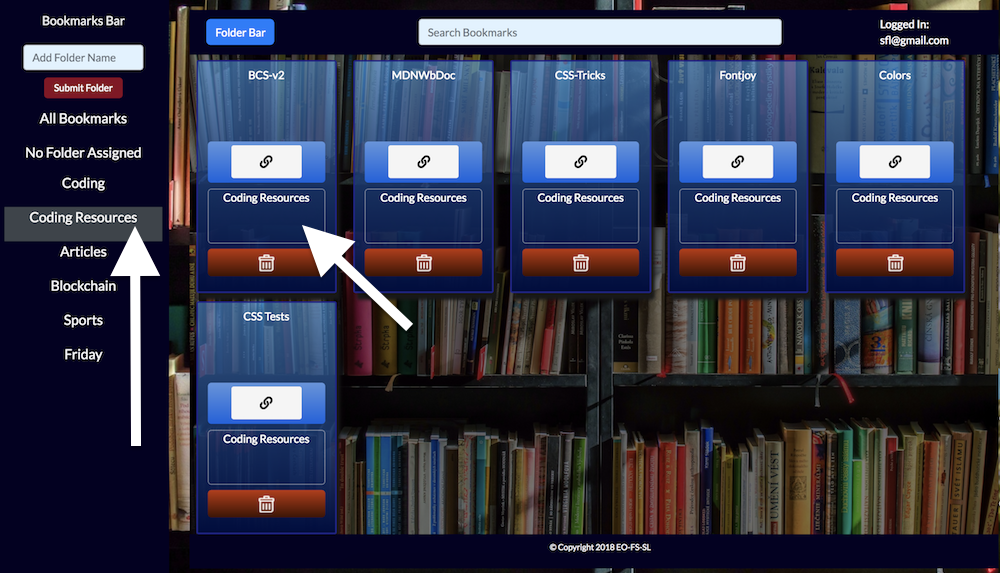 Bookmarks Bar
Add Folder Name
Submit Folder
All Bookmarks
No Folder Assigned
Coding
Coding Resources
Articles
Blockchain
Sports
Friday
Folder Bar
Search Bookmarks
Logged In:
sfl@gmail.com
BCS-v2
MDNWbDoc
CSS-Tricks
Fontjoy
Colors
Coding Resources
Coding Resources
Coding Resources
Coding Resources
Coding Resources
CSS Tests
Coding Resources
© Copyright 2018 EO-FS-SL